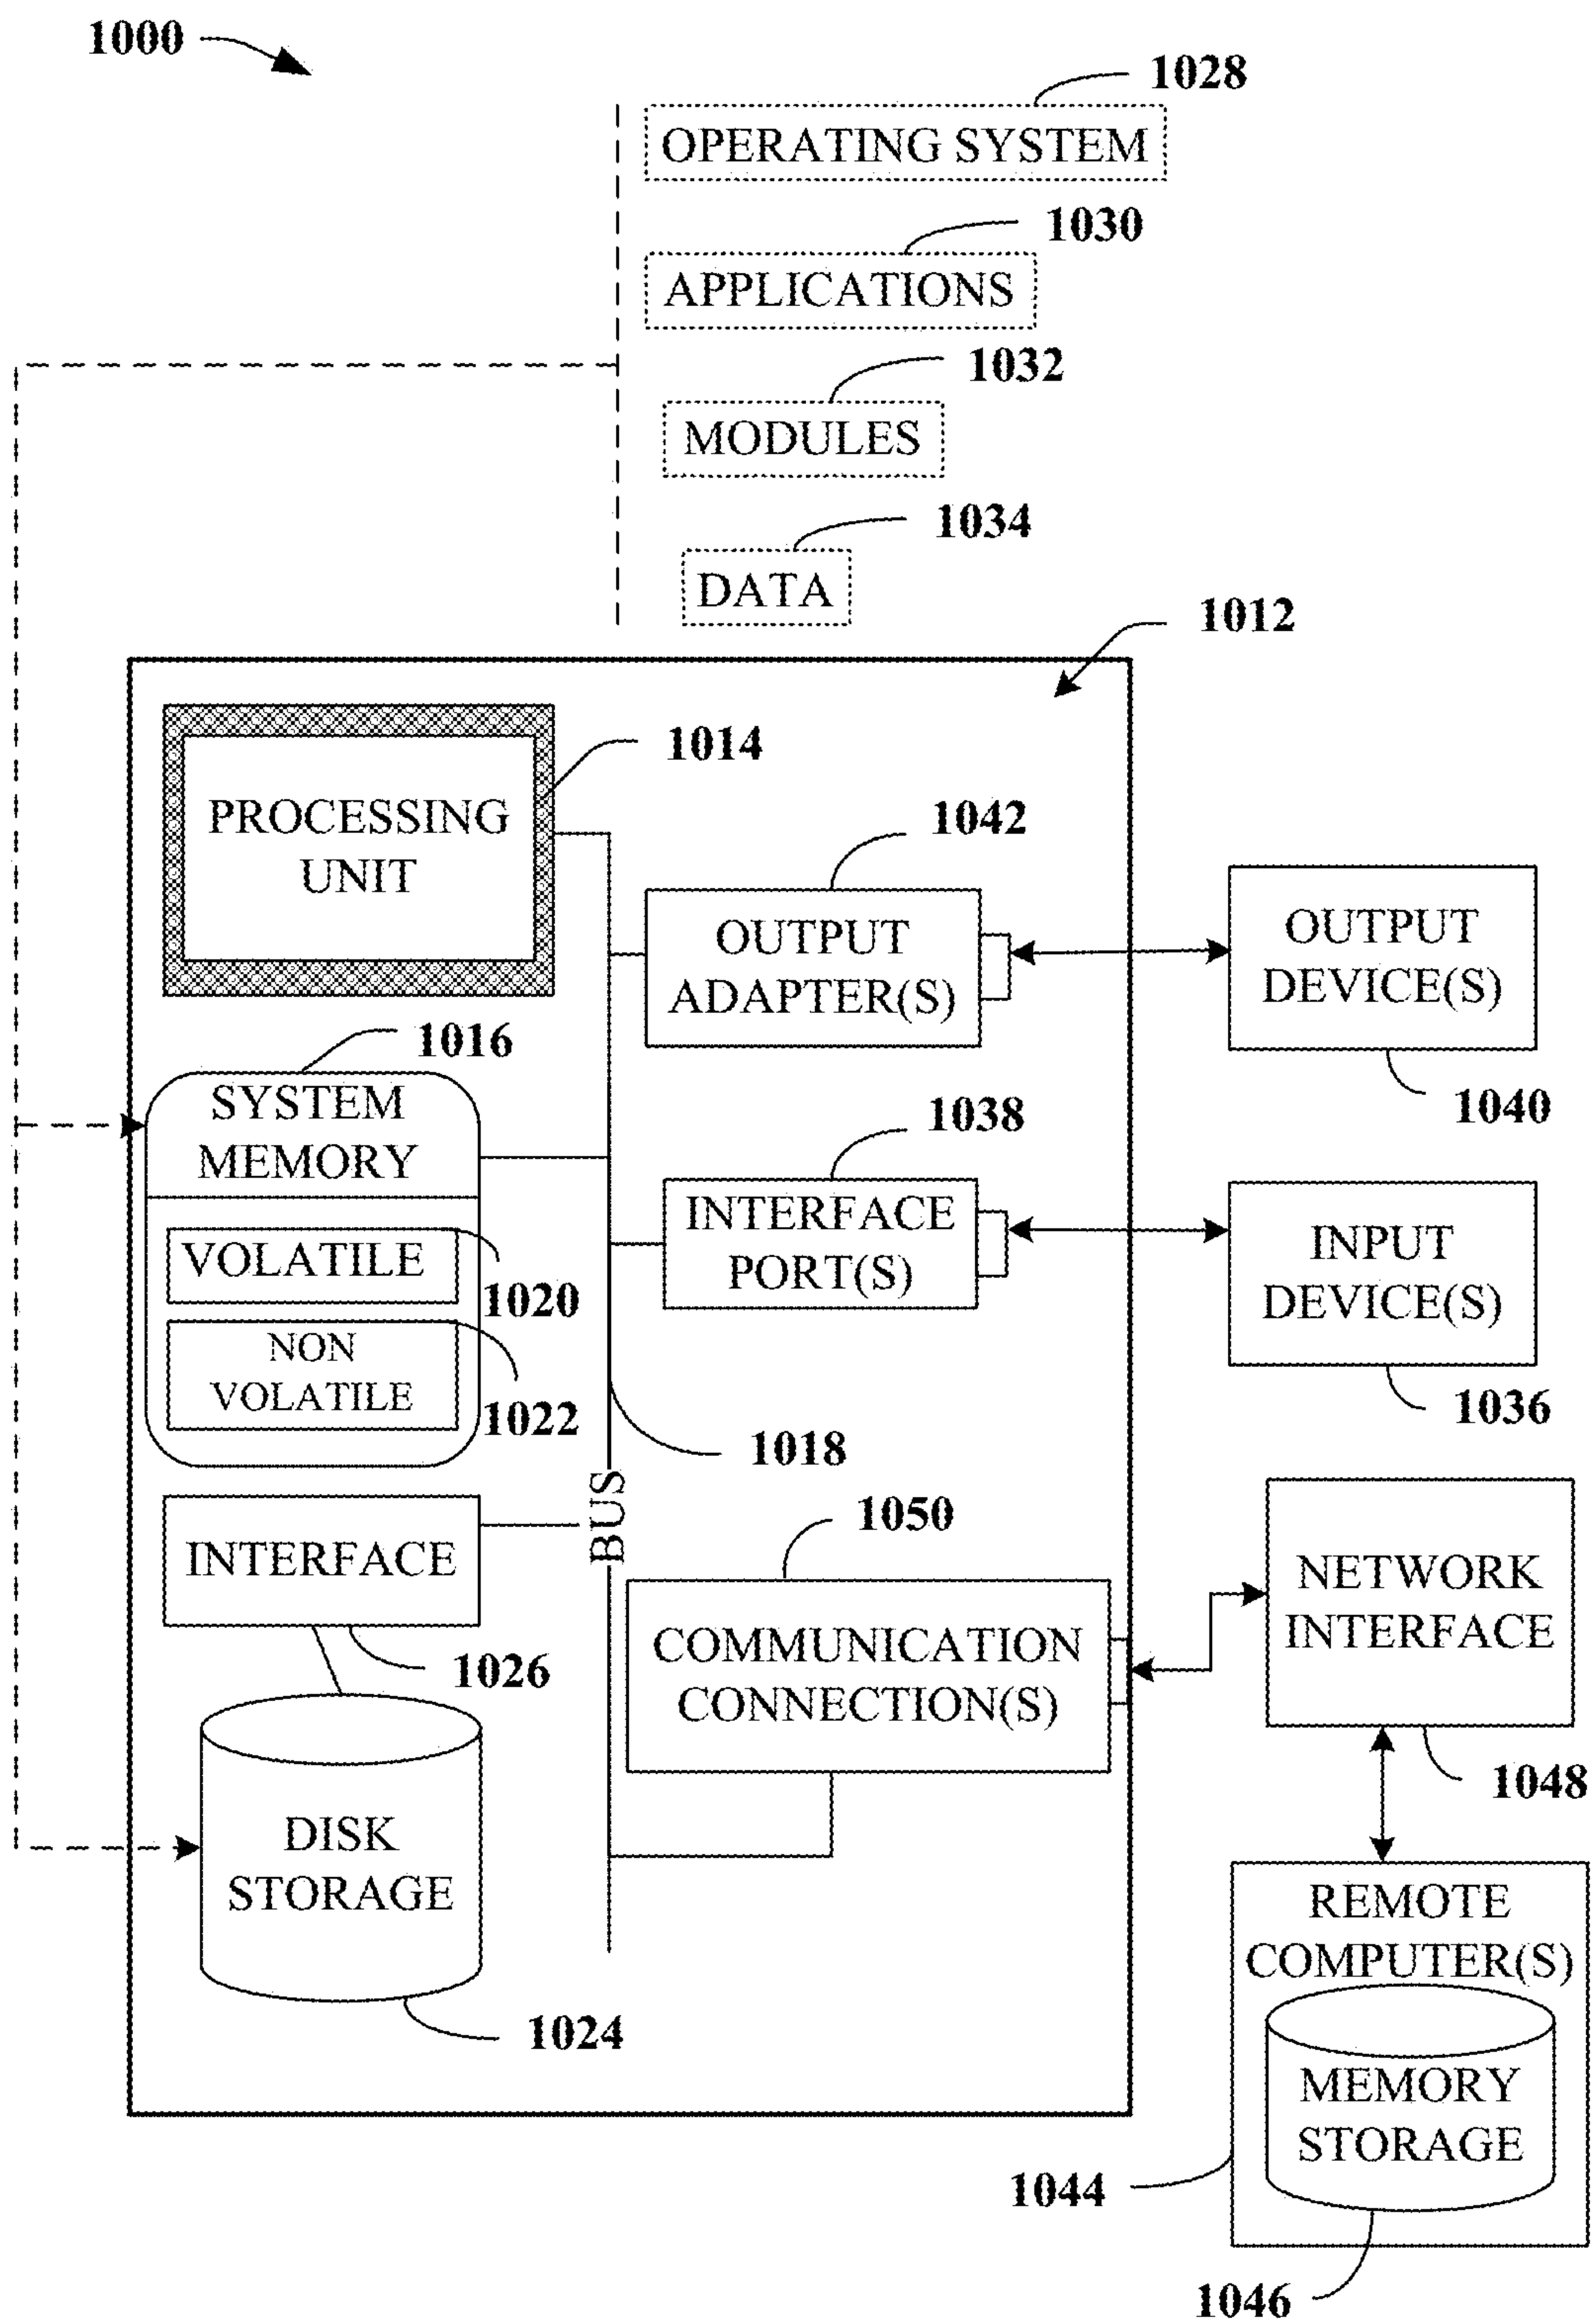 1000
1028
OPERATING SYSTEM
1030
APPLICATIONS
1032
MODULES
1034
DATA
1012
PROCESSING
UNIT
1014
1042
OUTPUT
ADAPTER(S)
OUTPUT
DEVICE(S)
1040
1016
SYSTEM
MEMORY
VOLATILE
1020
NON
VOLATILE
1022
1038
INTERFACE
PORT(S)
INPUT
DEVICE(S)
1036
1018
BUS
INTERFACE
1026
1050
COMMUNICATION
CONNECTION(S)
NETWORK
INTERFACE
1048
DISK
STORAGE
1024
REMOTE
COMPUTER(S)
MEMORY
STORAGE
1044
1046